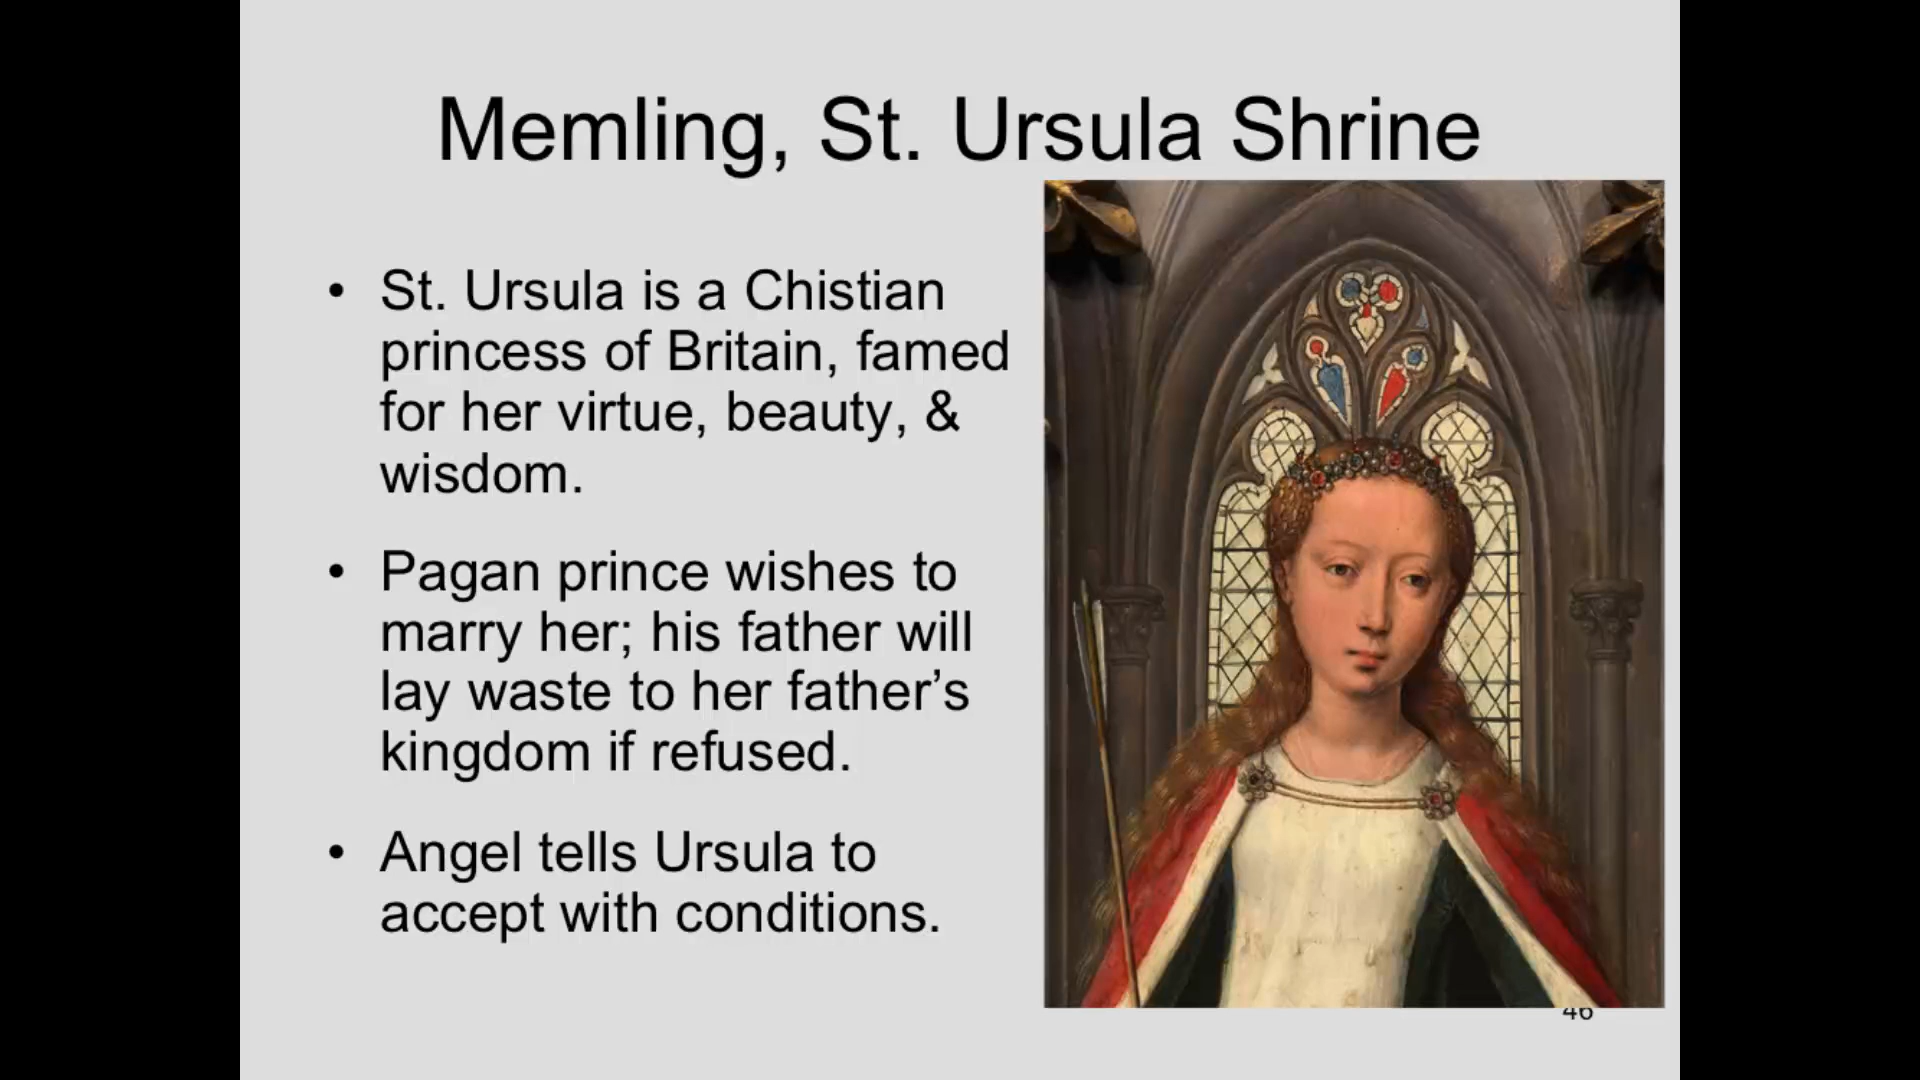 Memling, St. Ursula Shrine
• St. Ursula is a Chistian
princess of Britain, famed
for her virtue, beauty, &
wisdom.
• Pagan prince wishes to
marry her; his father will
lay waste to her father’s
kingdom if refused.
• Angel tells Ursula to
accept with conditions.
46